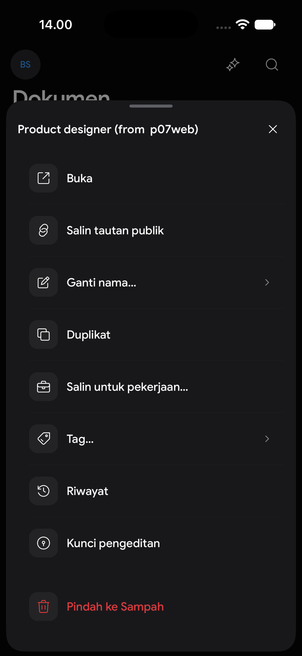 14.00
BS
Dokumen
Product designer (from p07web)
Buka
Salin tautan publik
Ganti nama...
Duplikat
Salin untuk pekerjaan...
Tag...
Riwayat
Kunci pengeditan
Pindah ke Sampah